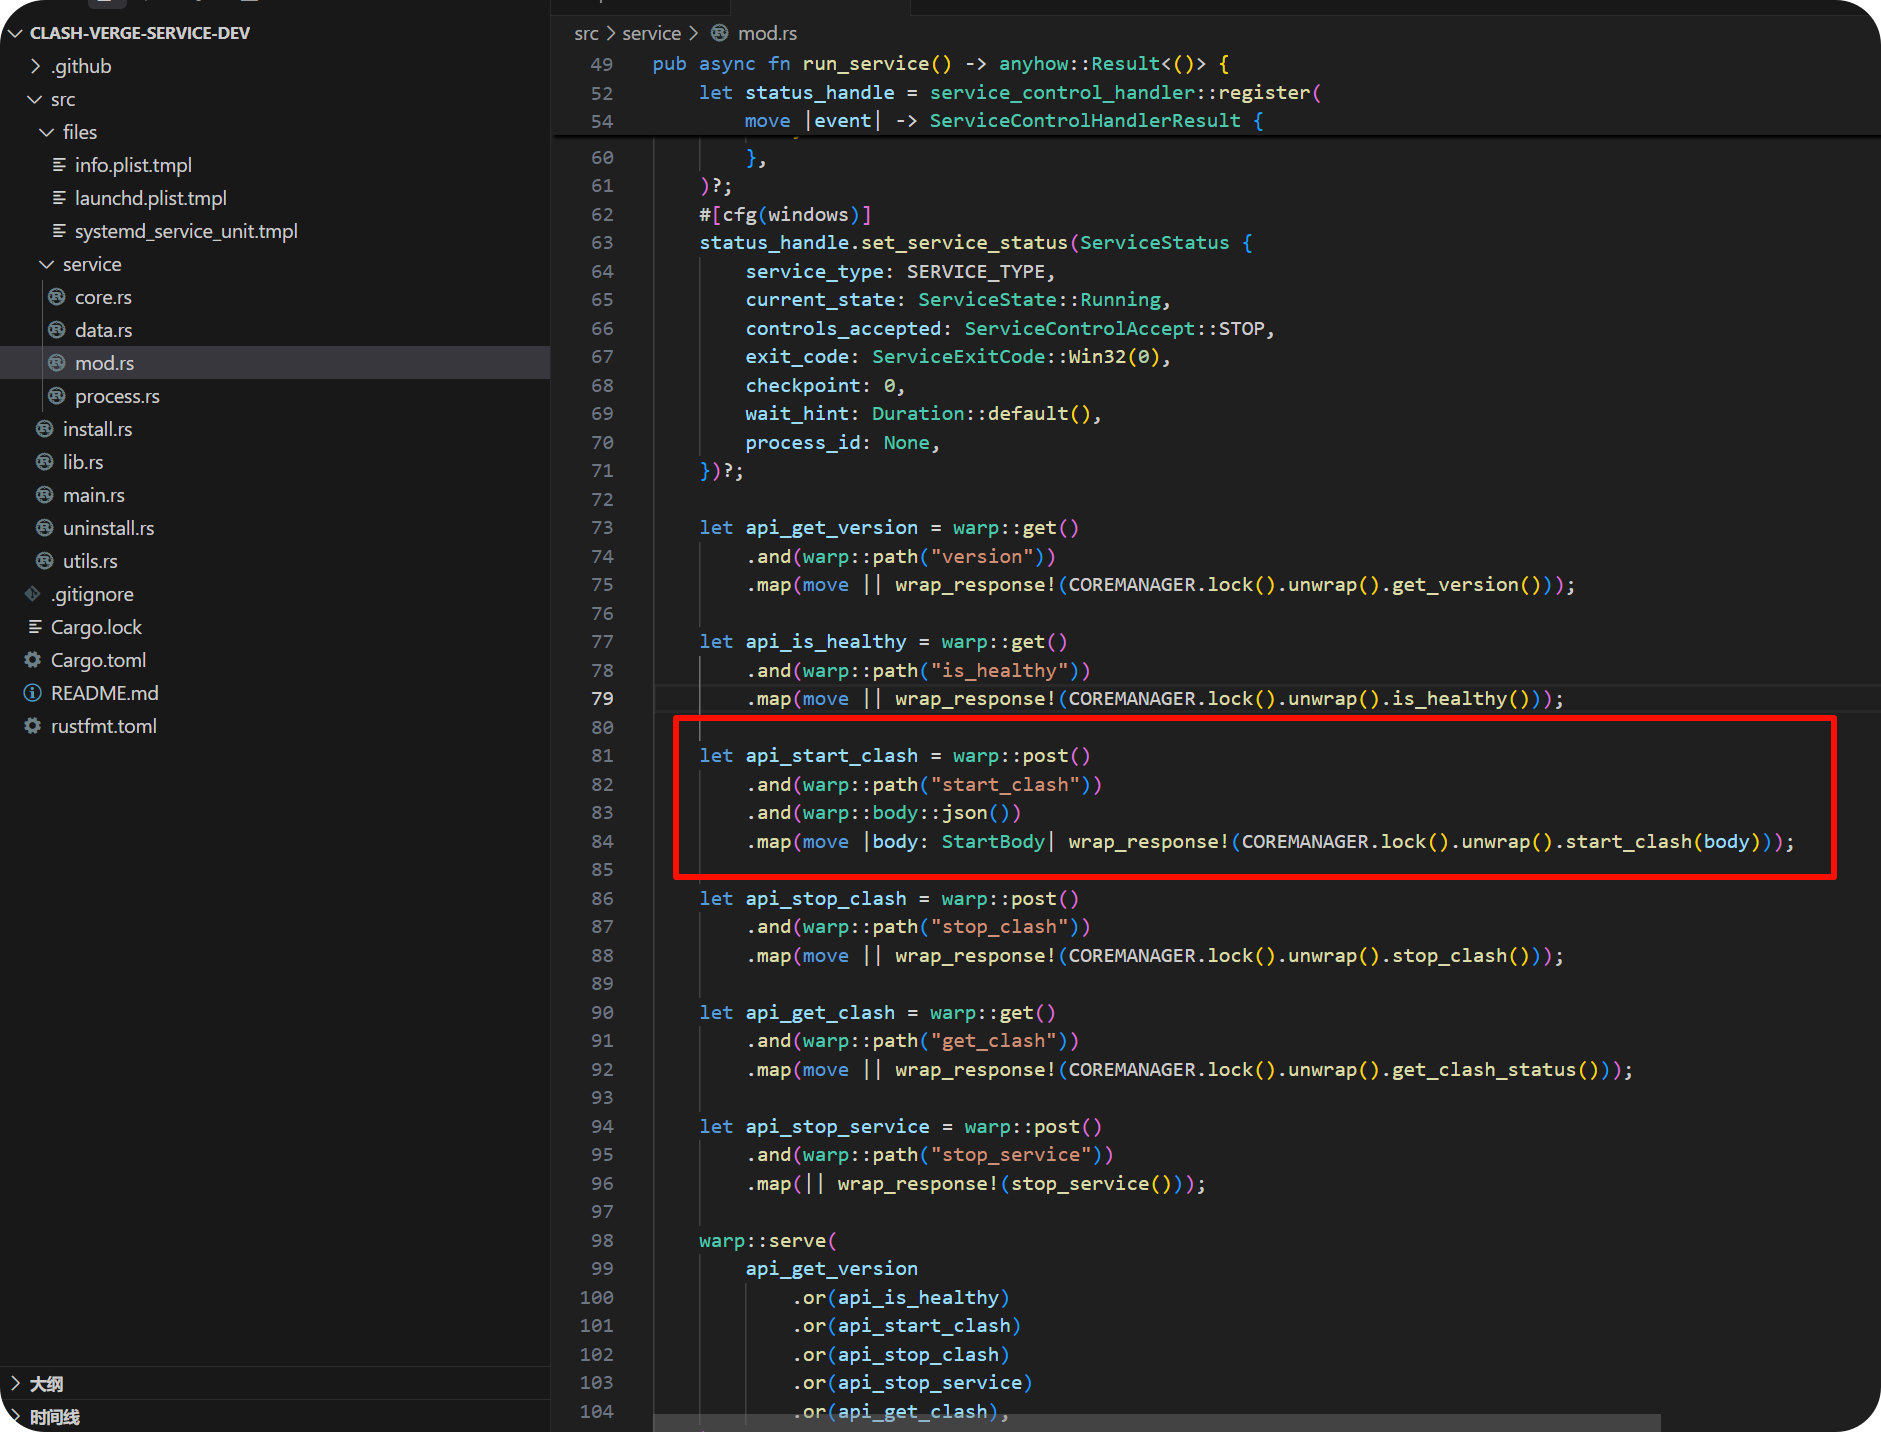 CLASH-VERGE-SERVICE-DEV
.github
src
files
info.plist.tmpl
launchd.plist.tmpl
systemd_service_unit.tmpl
service
core.rs
data.rs
mod.rs
process.rs
install.rs
lib.rs
main.rs
uninstall.rs
utils.rs
.gitignore
Cargo.lock
Cargo.toml
README.md
rustfmt.toml
大纲
时间线
src > service > mod.rs
49 pub async fn run_service() -> anyhow::Result<()> {
52 let status_handle = service_control_handler::register(
54 move |event| -> ServiceControlHandlerResult {
60 },
61 )?;
62 #[cfg(windows)]
63 status_handle.set_service_status(ServiceStatus {
64 service_type: SERVICE_TYPE,
65 current_state: ServiceState::Running,
66 controls_accepted: ServiceControlAccept::STOP,
67 exit_code: ServiceExitCode::Win32(0),
68 checkpoint: 0,
69 wait_hint: Duration::default(),
70 process_id: None,
71 })?;
72
73 let api_get_version = warp::get()
74 .and(warp::path("version"))
75 .map(move || wrap_response!(COREMANAGER.lock().unwrap().get_version()));
76
77 let api_is_healthy = warp::get()
78 .and(warp::path("is_healthy"))
79 .map(move || wrap_response!(COREMANAGER.lock().unwrap().is_healthy()));
80
81 let api_start_clash = warp::post()
82 .and(warp::path("start_clash"))
83 .and(warp::body::json())
84 .map(move |body: StartBody| wrap_response!(COREMANAGER.lock().unwrap().start_clash(body)));
85
86 let api_stop_clash = warp::post()
87 .and(warp::path("stop_clash"))
88 .map(move || wrap_response!(COREMANAGER.lock().unwrap().stop_clash()));
89
90 let api_get_clash = warp::get()
91 .and(warp::path("get_clash"))
92 .map(move || wrap_response!(COREMANAGER.lock().unwrap().get_clash_status()));
93
94 let api_stop_service = warp::post()
95 .and(warp::path("stop_service"))
96 .map(|| wrap_response!(stop_service()));
97
98 warp::serve(
99 api_get_version
100 .or(api_is_healthy)
101 .or(api_start_clash)
102 .or(api_stop_clash)
103 .or(api_stop_service)
104 .or(api_get_clash),